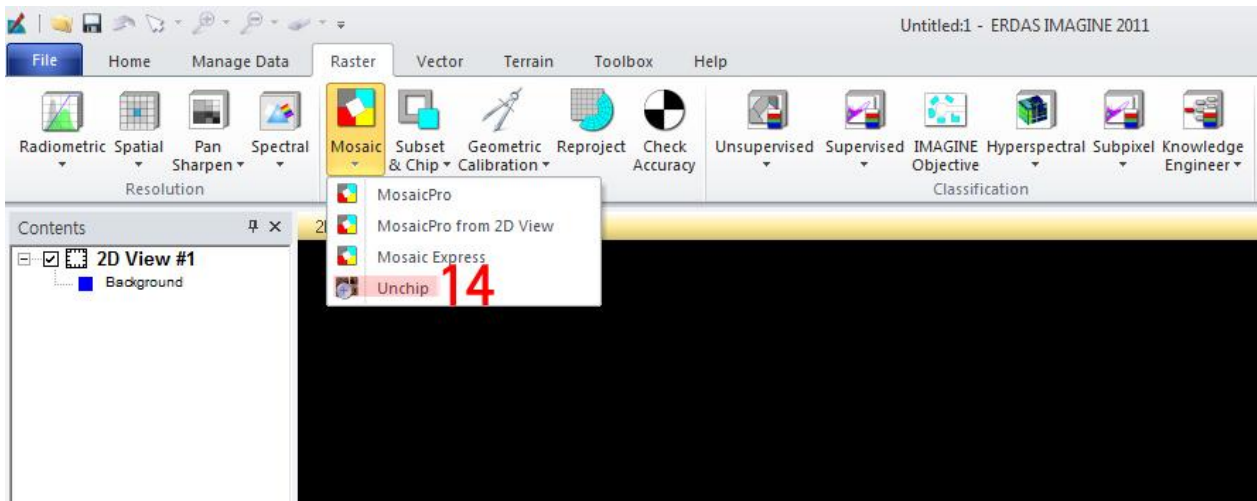 Untitled:1 - ERDAS IMAGINE 2011
File Home Manage Data Raster Vector Terrain Toolbox Help
Radiometric Spatial Pan Sharpen Spectral Mosaic Subset & Chip Geometric Calibration Reproject Check Accuracy Unsupervised Supervised IMAGINE Objective Hyperspectral Subpixel Knowledge Engineer
Resolution Classification
MosaicPro
MosaicPro from 2D View
Mosaic Express
Unchip 14
Contents
2D View #1
Background